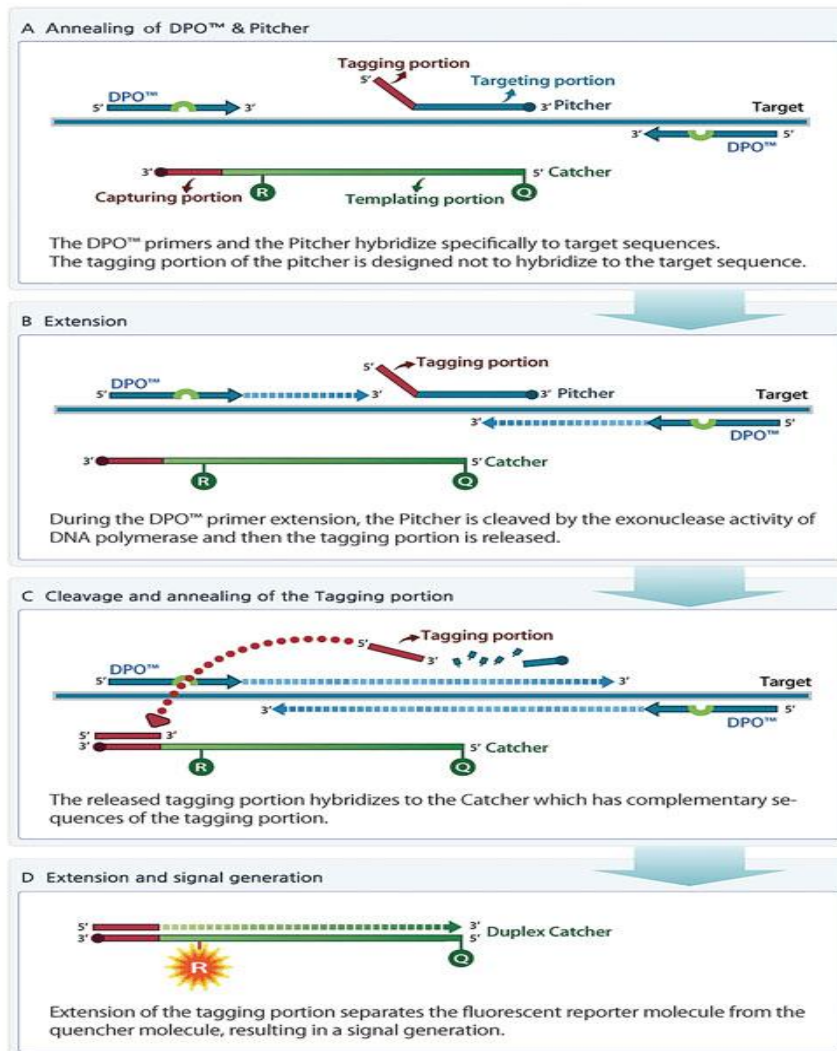 A Annealing of DPO™ & Pitcher
Tagging portion
5’
Targeting portion
DPO™
5’ 3’
3’ Pitcher
Target
3’ 5’
DPO™
3’ 5’ Catcher
R Q
Capturing portion
Templating portion
The DPO™ primers and the Pitcher hybridize specifically to target sequences.
The tagging portion of the pitcher is designed not to hybridize to the target sequence.
B Extension
5’ Tagging portion
DPO™
5’ 3’
3’ Pitcher
Target
3’ 5’
DPO™
3’ 5’ Catcher
R Q
During the DPO™ primer extension, the Pitcher is cleaved by the exonuclease activity of
DNA polymerase and then the tagging portion is released.
C Cleavage and annealing of the Tagging portion
5’ Tagging portion
3’
DPO™
5’ 3’
Target
3’ 5’
DPO™
5’ 3’
3’ 5’ Catcher
R Q
The released tagging portion hybridizes to the Catcher which has complementary se-
quences of the tagging portion.
D Extension and signal generation
5’ 3’
3’ 5’ Duplex Catcher
R Q
Extension of the tagging portion separates the fluorescent reporter molecule from the
quencher molecule, resulting in a signal generation.